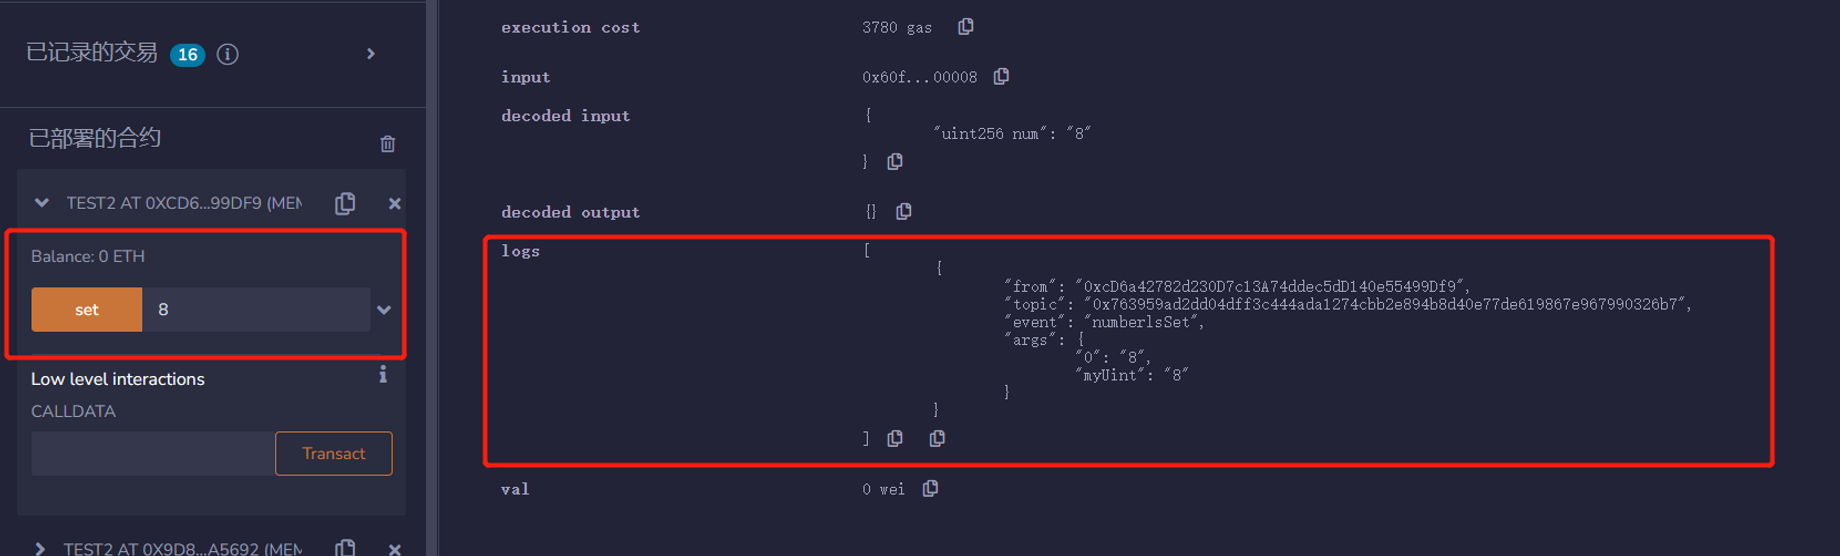 已记录的交易 16
已部署的合约
TEST2 AT 0XCD6...99DF9 (MEM
Balance: 0 ETH
set 8
Low level interactions
CALLDATA
Transact
TEST2 AT 0X9D8...A5692 (MEM
execution cost 3780 gas
input 0x60f...00008
decoded input {
"uint256 num": "8"
}
decoded output {}
logs [
{
"from": "0xcD6a42782d230D7c13A74ddec5dD140e55499Df9",
"topic": "0x763959ad2dd04dff3c444ada1274cbb2e894b8d40e77de619867e967990326b7",
"event": "numberlsSet",
"args": {
"0": "8",
"myUint": "8"
}
}
]
val 0 wei